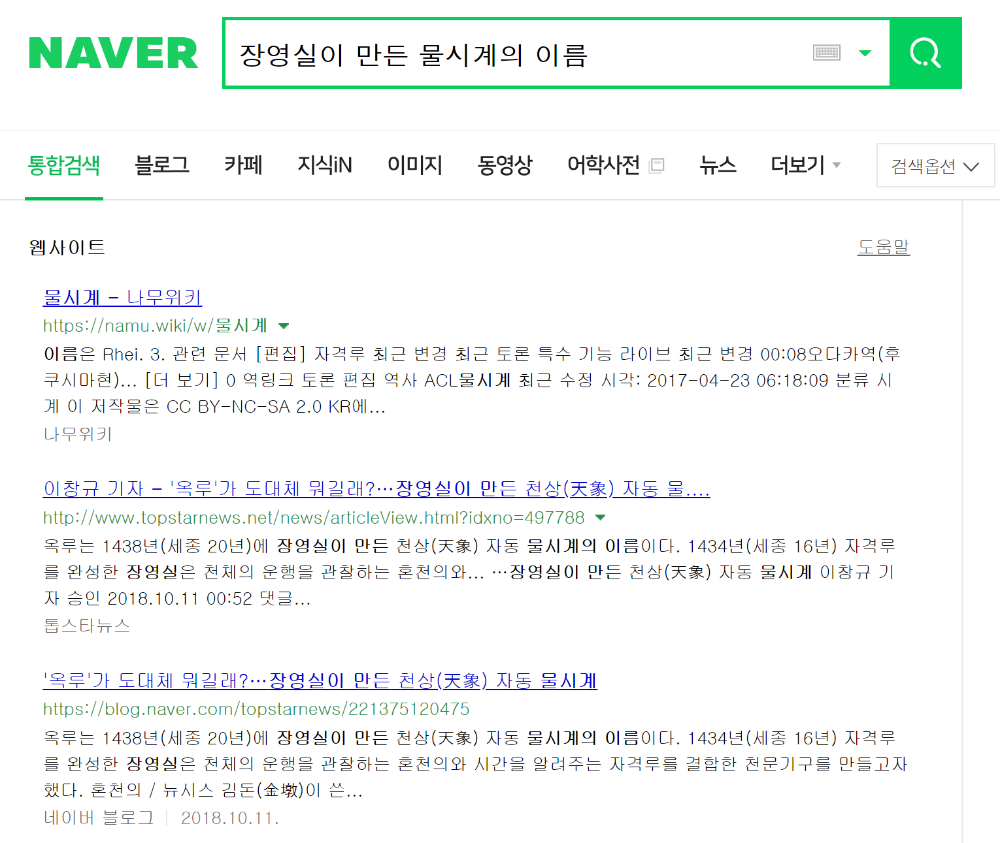 NAVER
장영실이 만든 물시계의 이름
통합검색 블로그 카페 지식iN 이미지 동영상 어학사전 뉴스 더보기 검색옵션
웹사이트 도움말
물시계 - 나무위키
https://namu.wiki/w/물시계
이름은 Rhei. 3. 관련 문서 [편집] 자격루 최근 변경 최근 토론 특수 기능 라이브 최근 변경 00:08오다카역(후
쿠시마현)... [더 보기] 0 역링크 토론 편집 역사 ACL물시계 최근 수정 시각: 2017-04-23 06:18:09 분류 시
계 이 저작물은 CC BY-NC-SA 2.0 KR에...
나무위키
이창규 기자 - '옥루'가 도대체 뭐길래?…장영실이 만든 천상(天象) 자동 물....
http://www.topstarnews.net/news/articleView.html?idxno=497788
옥루는 1438년(세종 20년)에 장영실이 만든 천상(天象) 자동 물시계의 이름이다. 1434년(세종 16년) 자격루
를 완성한 장영실은 천체의 운행을 관찰하는 혼천의와... …장영실이 만든 천상(天象) 자동 물시계 이창규 기
자 승인 2018.10.11 00:52 댓글...
톱스타뉴스
'옥루'가 도대체 뭐길래?…장영실이 만든 천상(天象) 자동 물시계
https://blog.naver.com/topstarnews/221375120475
옥루는 1438년(세종 20년)에 장영실이 만든 천상(天象) 자동 물시계의 이름이다. 1434년(세종 16년) 자격루
를 완성한 장영실은 천체의 운행을 관찰하는 혼천의와 시간을 알려주는 자격루를 결합한 천문기구를 만들고자
했다. 혼천의 / 뉴시스 김돈(金墩)이 쓴...
네이버 블로그 2018.10.11.